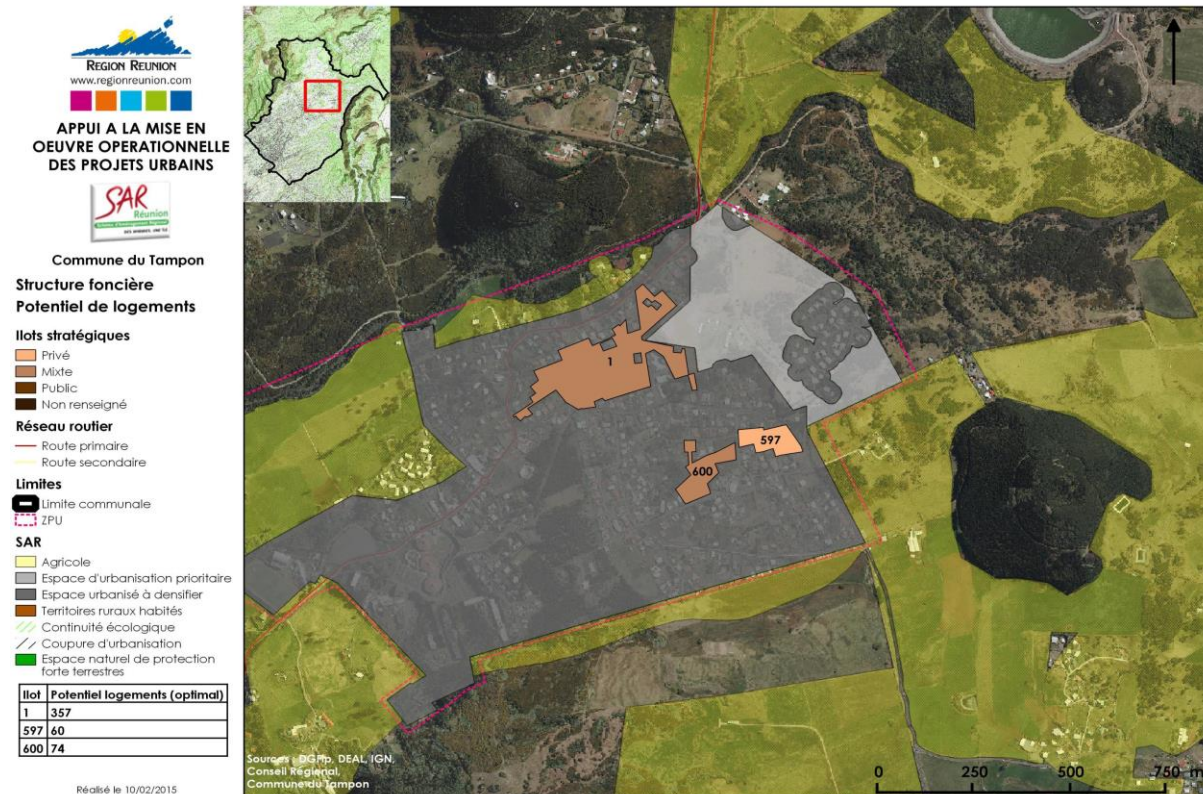 REGION REUNION
www.regionreunion.com
APPUI A LA MISE EN
OEUVRE OPERATIONNELLE
DES PROJETS URBAINS
SAR
Réunion
Commune du Tampon
Structure foncière
Potentiel de logements
Ilots stratégiques
Privé
Mixte
Public
Non renseigné
Réseau routier
Route primaire
Route secondaire
Limites
Limite communale
ZPU
SAR
Agricole
Espace d'urbanisation prioritaire
Espace urbanisé à densifier
Territoires ruraux habités
Continuité écologique
Coupure d'urbanisation
Espace naturel de protection
forte terrestres
Ilot Potentiel logements (optimal)
1 357
597 60
600 74
Réalisé le 10/02/2015
1
597
600
Sources : DGFip, DEAL, IGN,
Conseil Régional,
Commune du Tampon
0 250 500 750 m